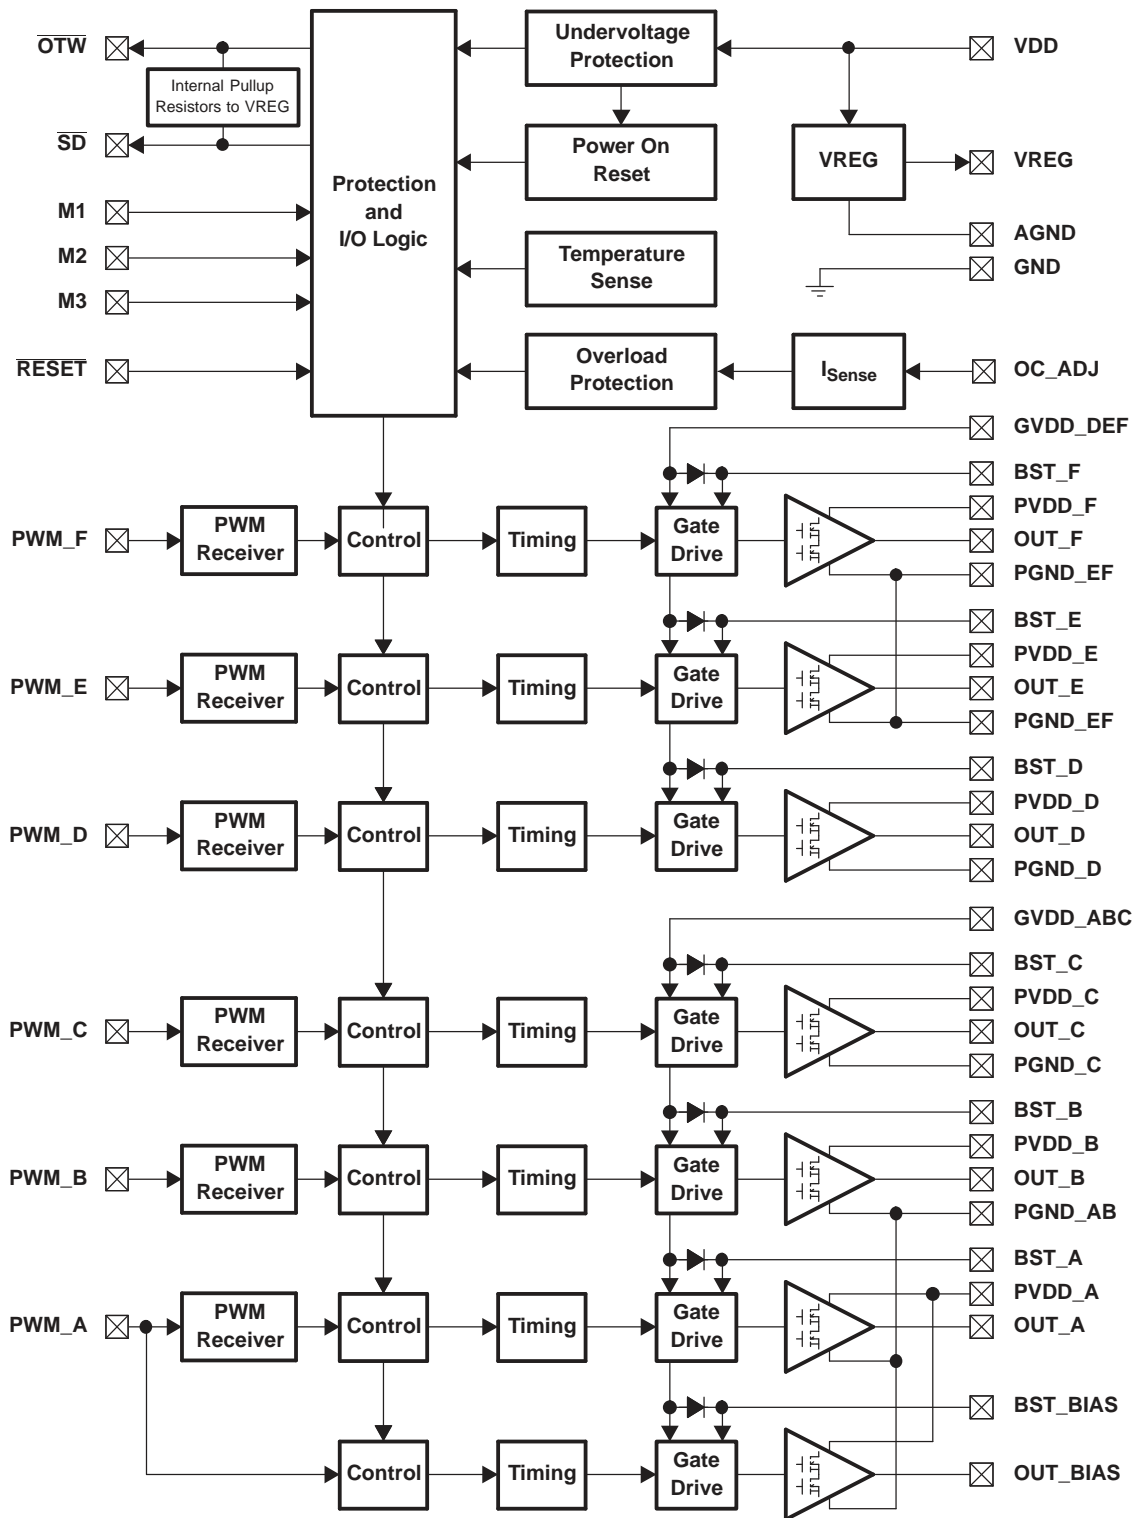 OTW
Internal Pullup
Resistors to VREG
SD
M1
M2
M3
RESET
Protection
and
I/O Logic
Undervoltage
Protection
Power On
Reset
Temperature
Sense
Overload
Protection
VREG
ISense
VDD
VREG
AGND
GND
OC_ADJ
GVDD_DEF
BST_F
PVDD_F
PWM_F
PWM
Receiver
Control
Timing
Gate
Drive
OUT_F
PGND_EF
BST_E
PVDD_E
PWM_E
PWM
Receiver
Control
Timing
Gate
Drive
OUT_E
PGND_EF
BST_D
PVDD_D
PWM_D
PWM
Receiver
Control
Timing
Gate
Drive
OUT_D
PGND_D
GVDD_ABC
BST_C
PVDD_C
PWM_C
PWM
Receiver
Control
Timing
Gate
Drive
OUT_C
PGND_C
BST_B
PVDD_B
PWM_B
PWM
Receiver
Control
Timing
Gate
Drive
OUT_B
PGND_AB
BST_A
PVDD_A
PWM_A
PWM
Receiver
Control
Timing
Gate
Drive
OUT_A
BST_BIAS
Control
Timing
Gate
Drive
OUT_BIAS